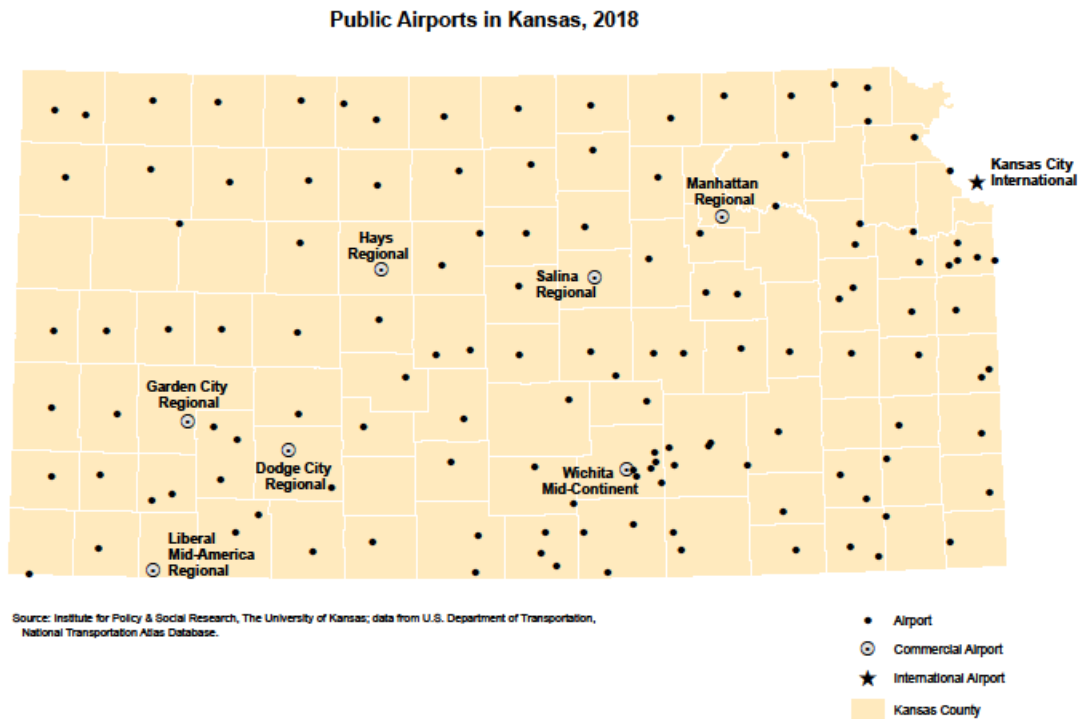 Public Airports in Kansas, 2018
Kansas City
International
Manhattan
Regional
Hays
Regional
Salina
Regional
Garden City
Regional
Dodge City
Regional
Wichita
Mid-Continent
Liberal
Mid-America
Regional
Source: Institute for Policy & Social Research, The University of Kansas; data from U.S. Department of Transportation,
National Transportation Atlas Database.
Airport
Commercial Airport
International Airport
Kansas County